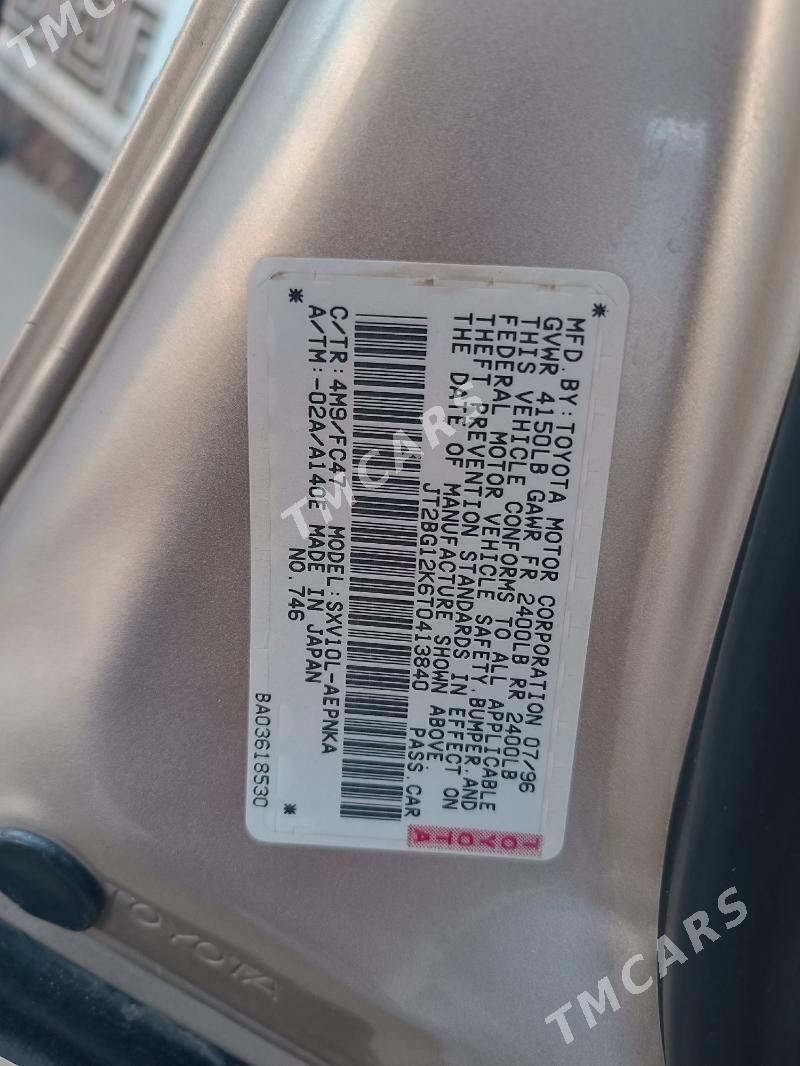 MFD.BY:TOYOTA MOTOR CORPORATION 07/96
GVWR 4150LB GAWR FR 2400LB RR 2400LB
THIS VEHICLE CONFORMS TO ALL APPLICABLE
FEDERAL MOTOR VEHICLE SAFETY,BUMPER,AND
THEFT PREVENTION STANDARDS IN EFFECT ON
THE DATE OF MANUFACTURE SHOWN ABOVE.
JT2BG12K6T0413840 PASS.CAR
TOYOTA
C/TR:4M9/FC47 MODEL:SXV10L-AEPNKA
A/TM:-02A/A140E MADE IN JAPAN
NO.746
BA03618530
TOYOTA
TMCARS
TMCARS
TMCARS